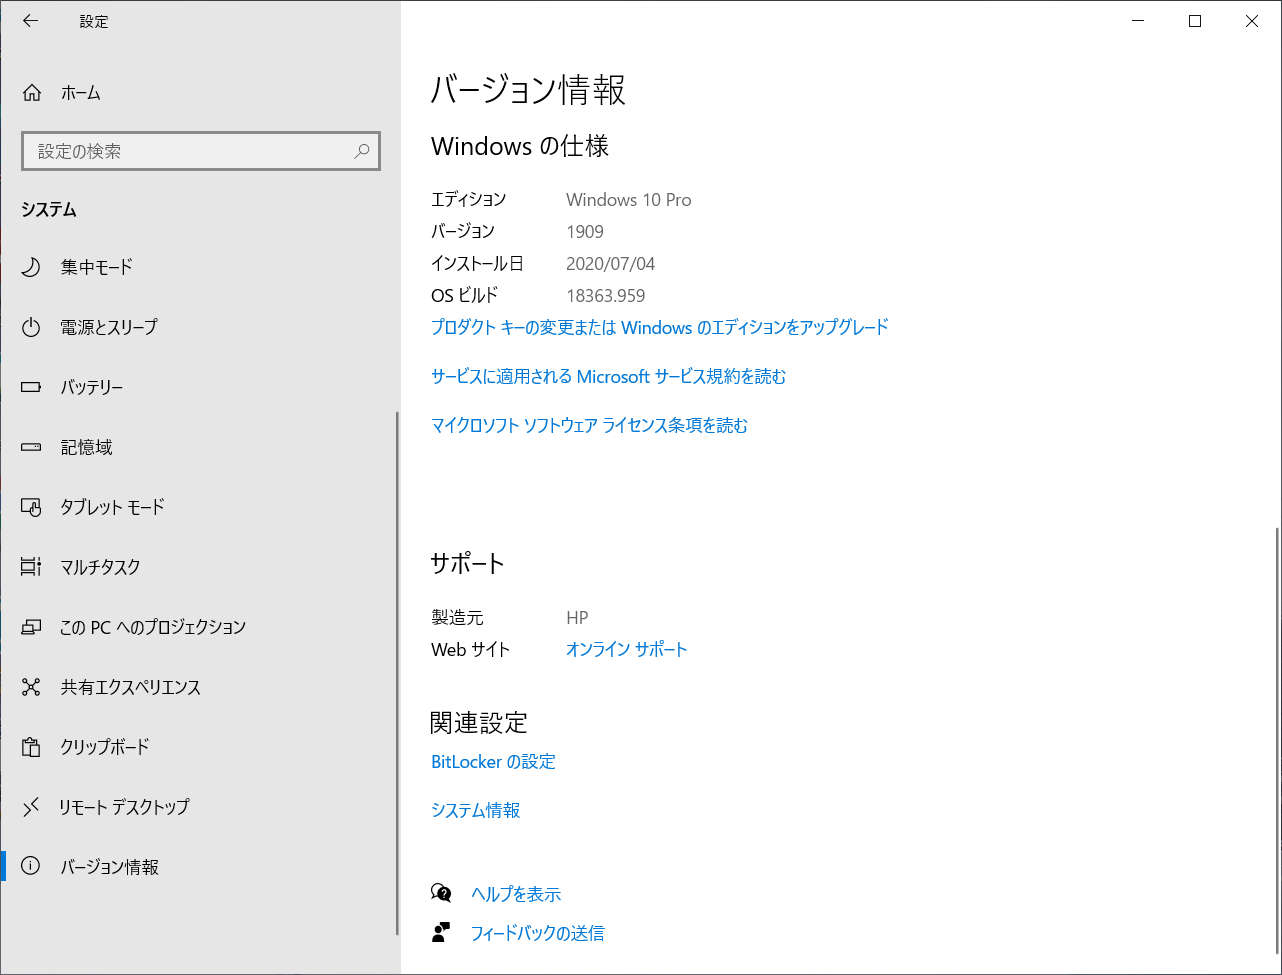 設定
ホーム
設定の検索
システム
集中モード
電源とスリープ
バッテリー
記憶域
タブレット モード
マルチタスク
この PC へのプロジェクション
共有エクスペリエンス
クリップボード
リモート デスクトップ
バージョン情報
バージョン情報
Windows の仕様
エディション Windows 10 Pro
バージョン 1909
インストール日 2020/07/04
OS ビルド 18363.959
プロダクト キーの変更または Windows のエディションをアップグレード
サービスに適用される Microsoft サービス規約を読む
マイクロソフト ソフトウェア ライセンス条項を読む
サポート
製造元 HP
Web サイト オンライン サポート
関連設定
BitLocker の設定
システム情報
ヘルプを表示
フィードバックの送信